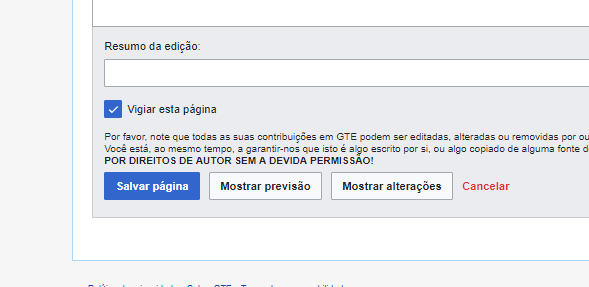 Resumo da edição:
Vigiar esta página
Por favor, note que todas as suas contribuições em GTE podem ser editadas, alteradas ou removidas por
Você está, ao mesmo tempo, a garantir-nos que isto é algo escrito por si, ou algo copiado de alguma fonte
POR DIREITOS DE AUTOR SEM A DEVIDA PERMISSÃO!
Salvar página Mostrar previsão Mostrar alterações Cancelar